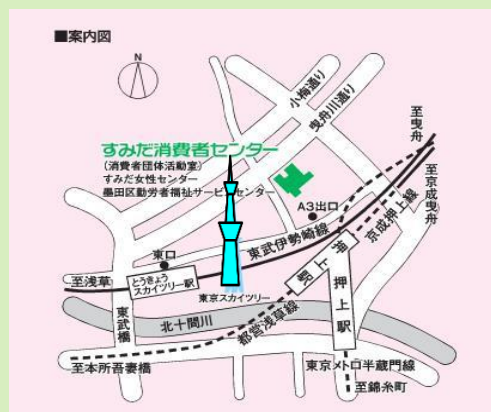 ■案内図
N
小梅通り
曳舟川通り
至曳舟
至京成曳舟
すみだ消費者センター
(消費者団体活動室)
すみだ女性センター
墨田区勤労者福祉サービスセンター
A3出口
京成押上線
東武伊勢崎線
押上駅
押上駅
東口
とうきょう
スカイツリー駅
至浅草
東京スカイツリー
東武橋
北十間川
都営浅草線
至本所吾妻橋
東京メトロ半蔵門線
至錦糸町